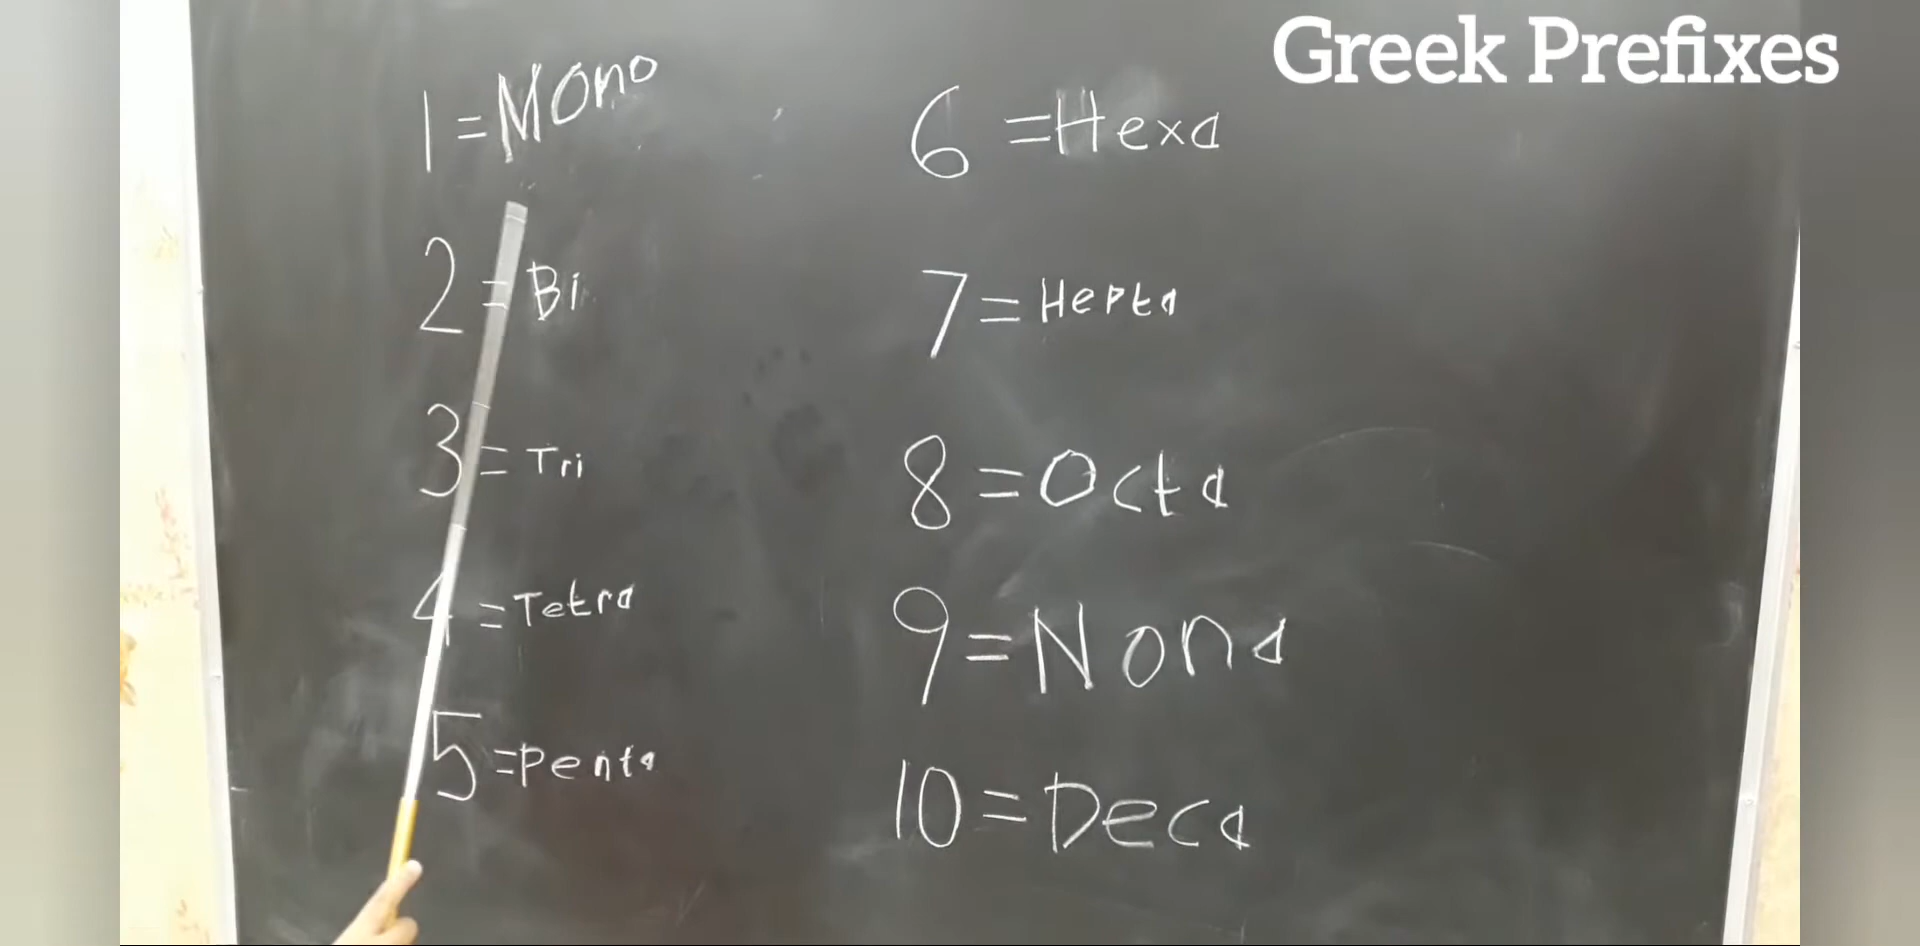 Greek Prefixes
1 = Mono
2 = Bi
3 = Tri
4 = Tetra
5 = Penta
6 = Hexa
7 = Hepta
8 = Octa
9 = Nona
10 = Deca